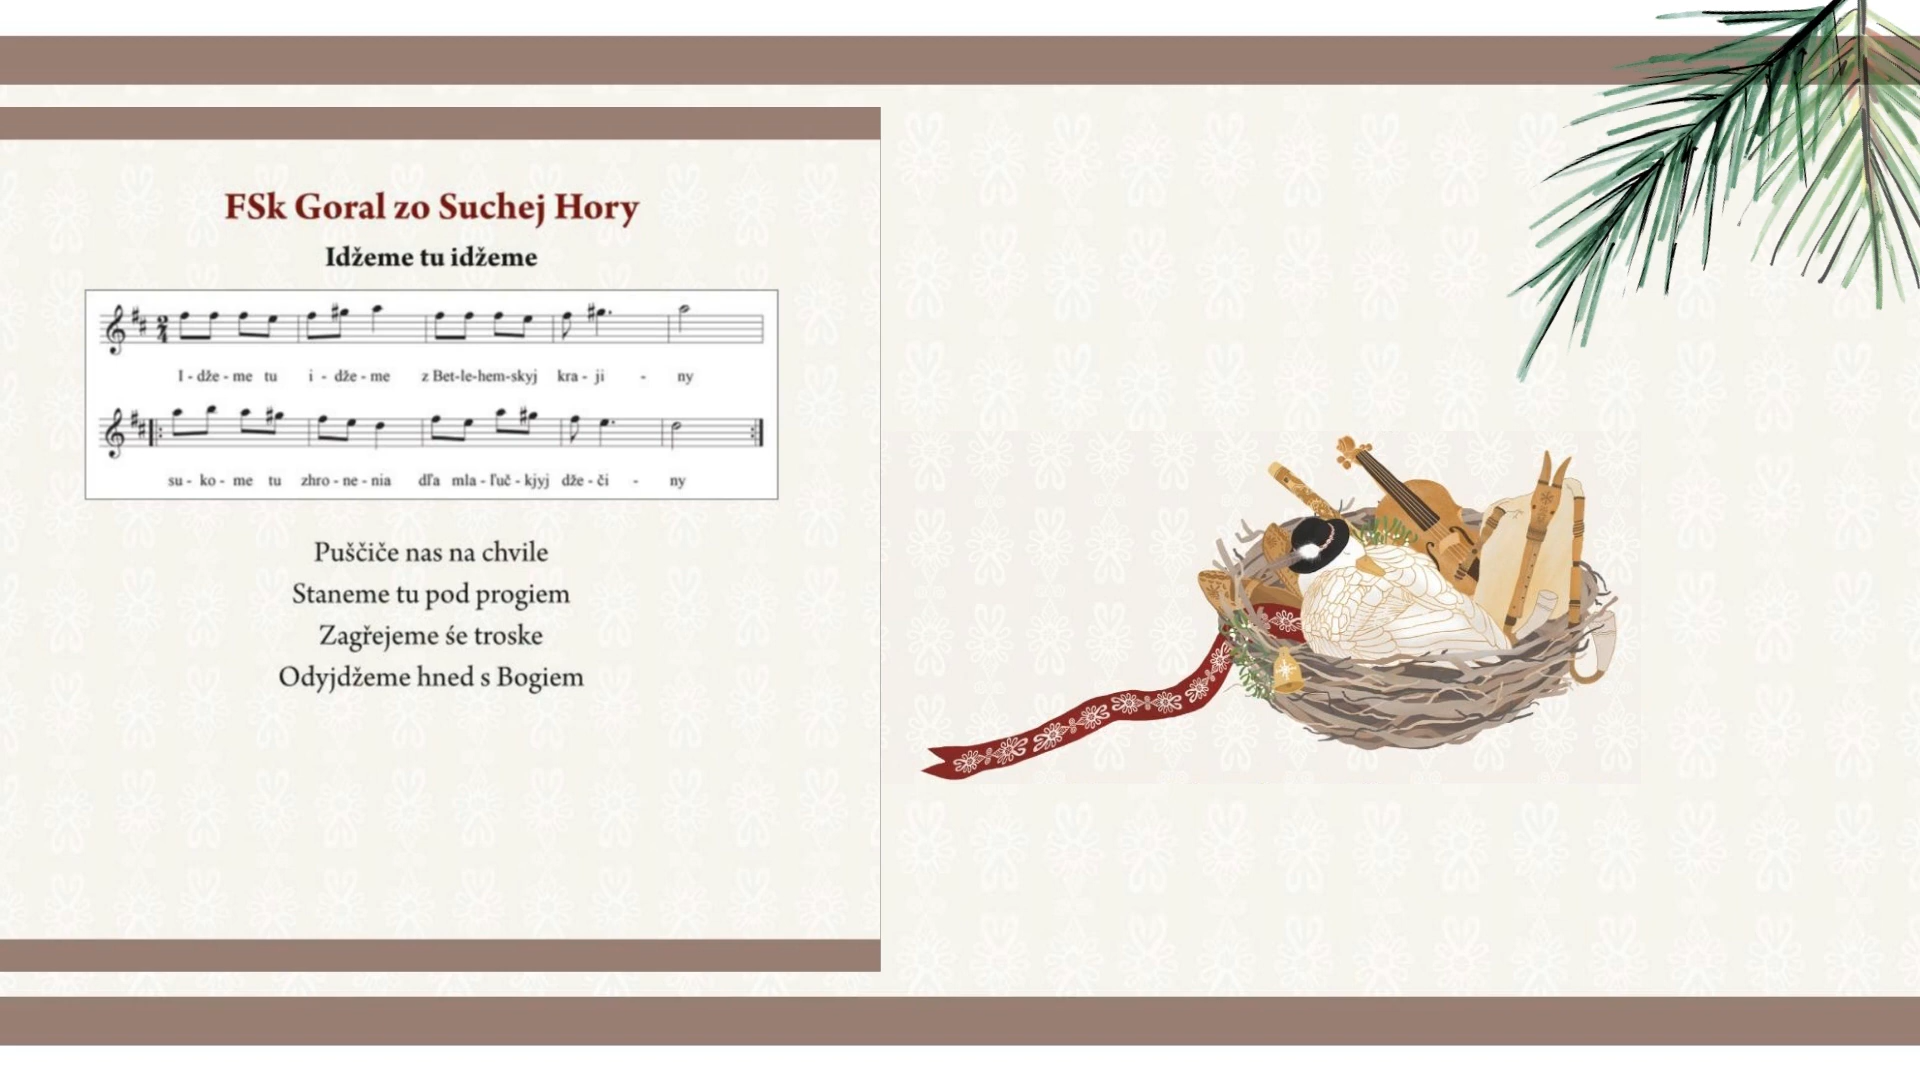 FSk Goral zo Suchej Hory
Idžeme tu idžeme
I - dže - me tu i - dže - me z Bet-le-hem-skyj kra - ji - ny
su - ko - me tu zhro - ne - nia dľa mla - ľuč - kjyj dže - či - ny
Puščiče nas na chvile
Staneme tu pod progiem
Zagřejeme śe troske
Odyjdžeme hned s Bogiem